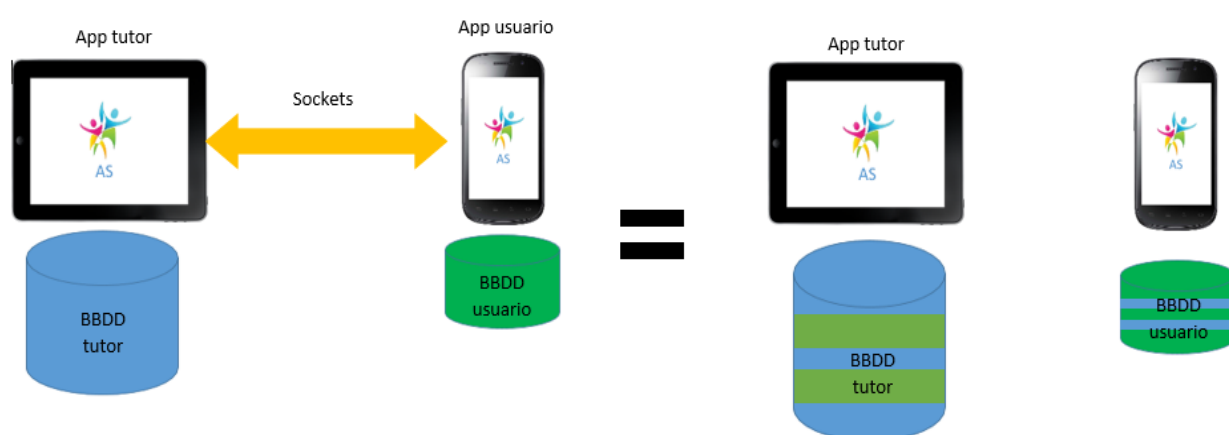 App tutor
App usuario
App tutor
Sockets
AS
AS
AS
AS
BBDD
tutor
BBDD
usuario
BBDD
tutor
BBDD
usuario